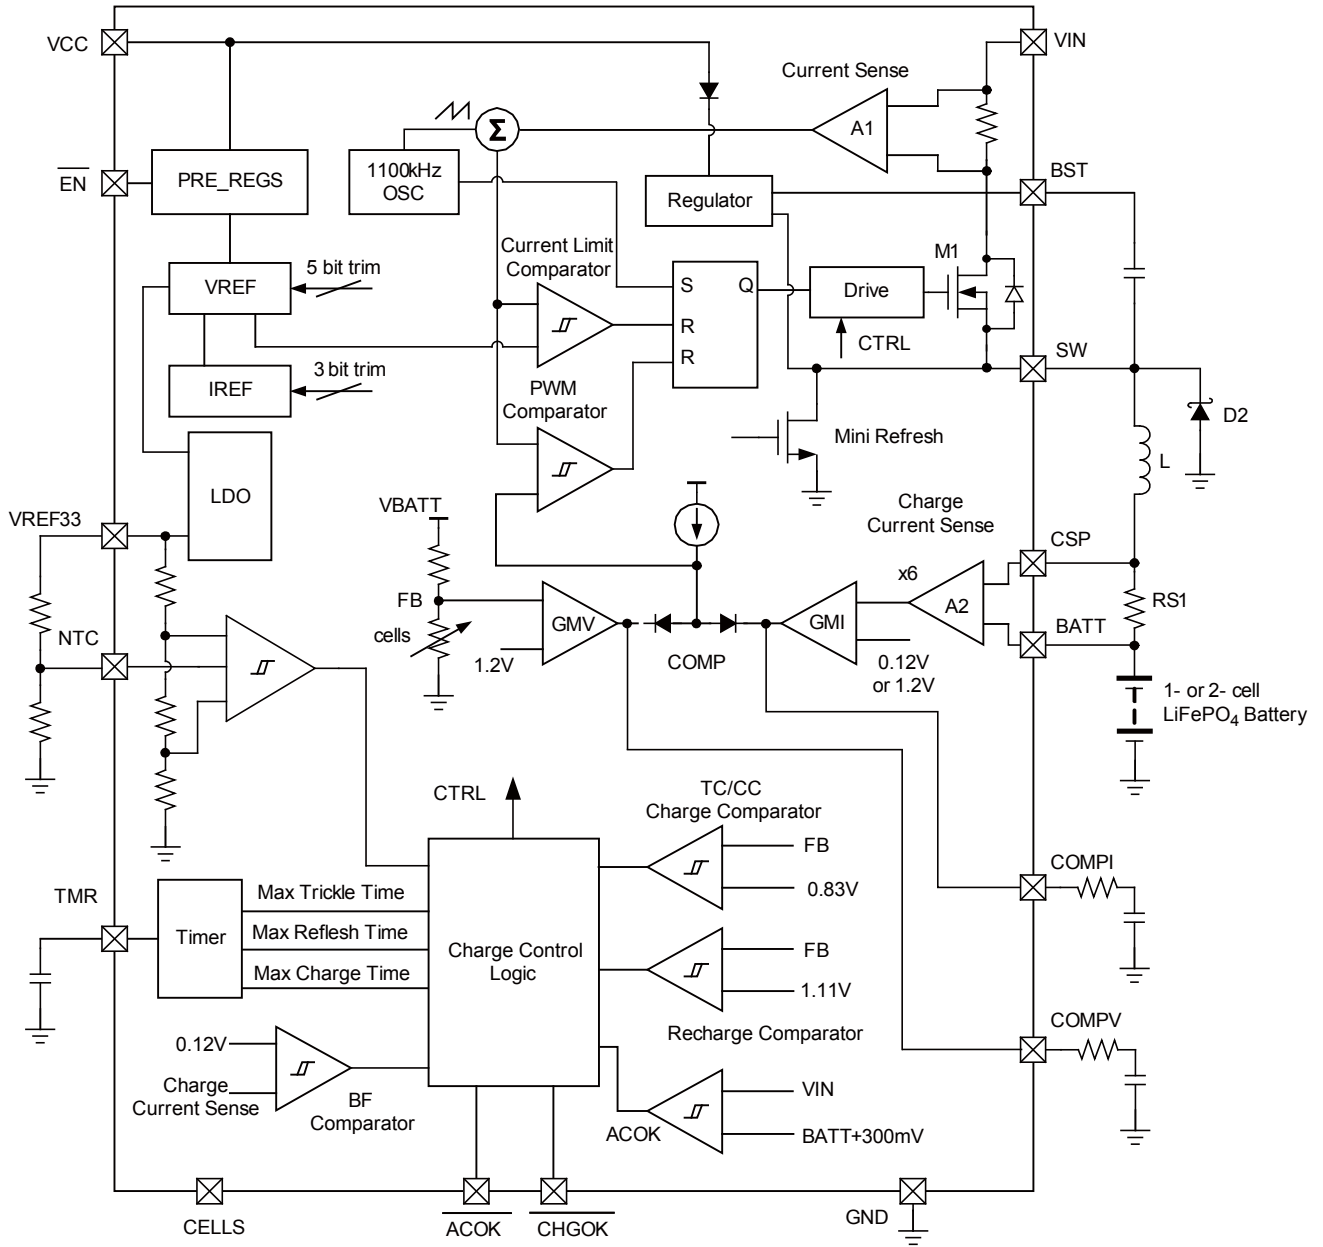 VCC
VIN
Current Sense
A1
Σ
1100kHz
OSC
EN
PRE_REGS
BST
Regulator
Current Limit
Comparator
M1
5 bit trim
VREF
S
Q
R
R
Drive
CTRL
SW
3 bit trim
IREF
PWM
Comparator
D2
Mini Refresh
L
LDO
VREF33
VBATT
Charge
Current Sense
CSP
x6
A2
RS1
FB
cells
GMV
GMI
BATT
NTC
1.2V
COMP
0.12V
or 1.2V
1- or 2- cell
LiFePO4 Battery
CTRL
TC/CC
Charge Comparator
FB
0.83V
COMPI
TMR
Timer
Max Trickle Time
Max Reflesh Time
Max Charge Time
Charge Control
Logic
FB
1.11V
Recharge Comparator
COMPV
0.12V
Charge
Current Sense
BF
Comparator
VIN
ACOK
BATT+300mV
CELLS
ACOK
CHGOK
GND